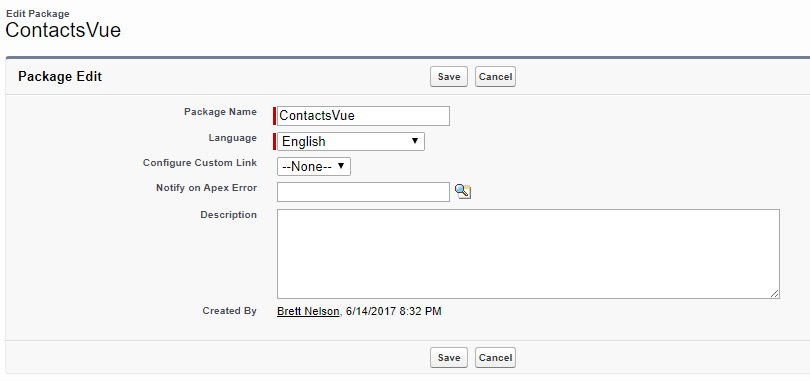 Edit Package
ContactsVue
Package Edit Save Cancel
Package Name ContactsVue
Language English
Configure Custom Link --None--
Notify on Apex Error
Description
Created By Brett Nelson, 6/14/2017 8:32 PM
Save Cancel